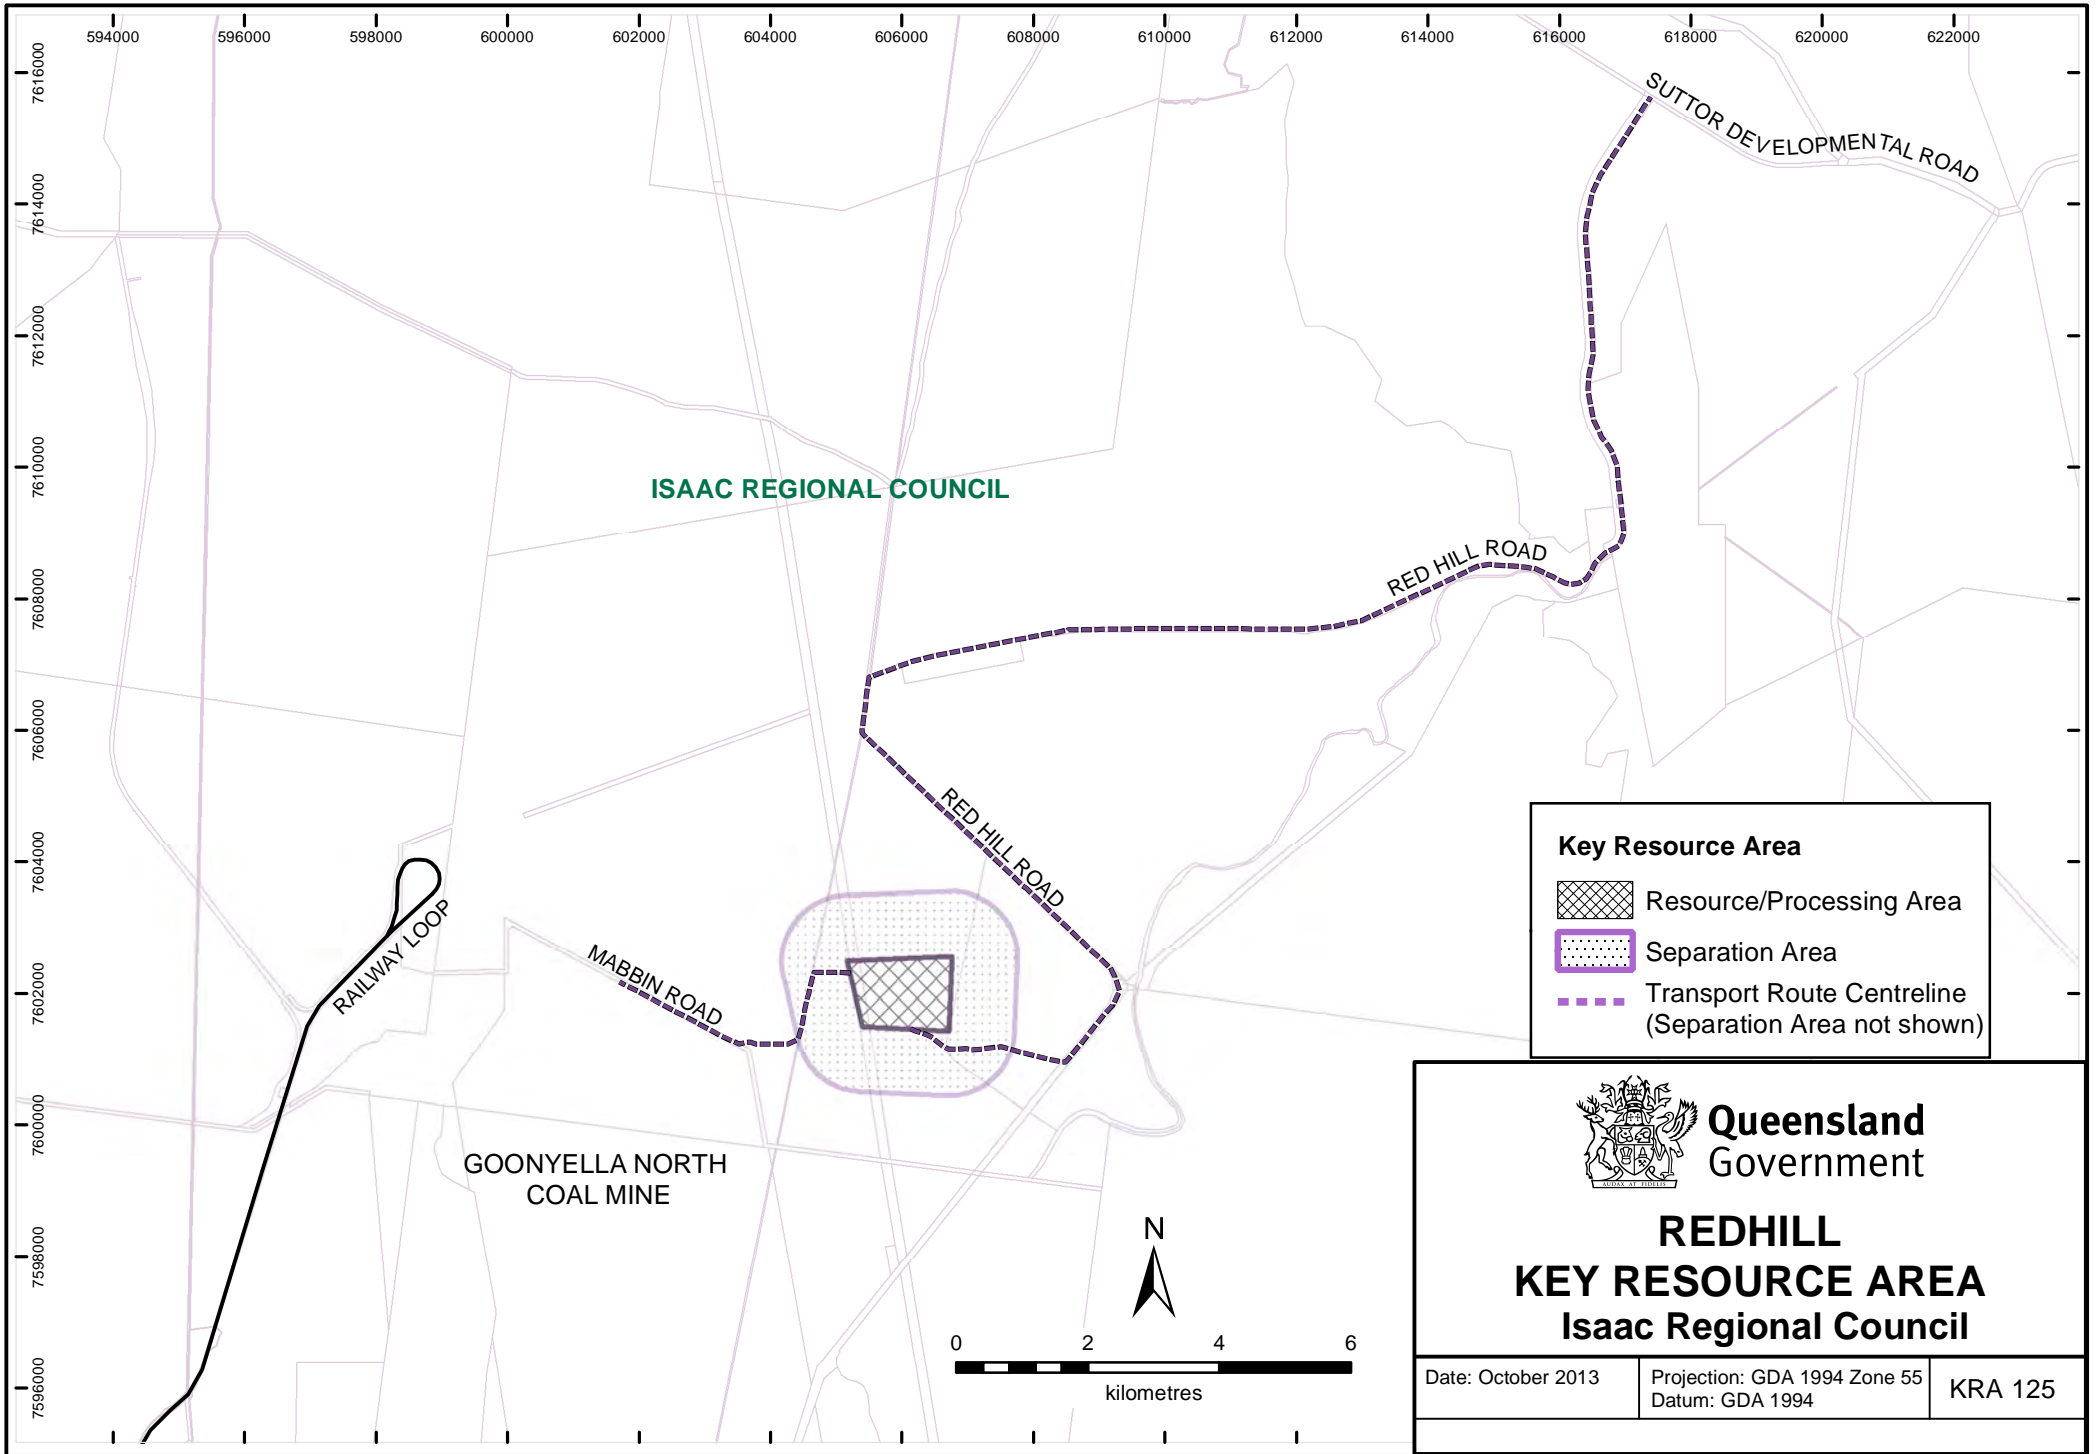 594000
596000
598000
600000
602000
604000
606000
608000
610000
612000
614000
616000
618000
620000
622000
7616000
7614000
7612000
7610000
7608000
7606000
7604000
7602000
7600000
7598000
7596000
SUTTOR DEVELOPMENTAL ROAD
ISAAC REGIONAL COUNCIL
RED HILL ROAD
RED HILL ROAD
RAILWAY LOOP
MABBIN ROAD
GOONYELLA NORTH
COAL MINE
N
0 2 4 6
kilometres
Key Resource Area
Resource/Processing Area
Separation Area
Transport Route Centreline
(Separation Area not shown)
AUDAX AT FIDELIS
Queensland
Government
REDHILL
KEY RESOURCE AREA
Isaac Regional Council
Date: October 2013
Projection: GDA 1994 Zone 55
Datum: GDA 1994
KRA 125